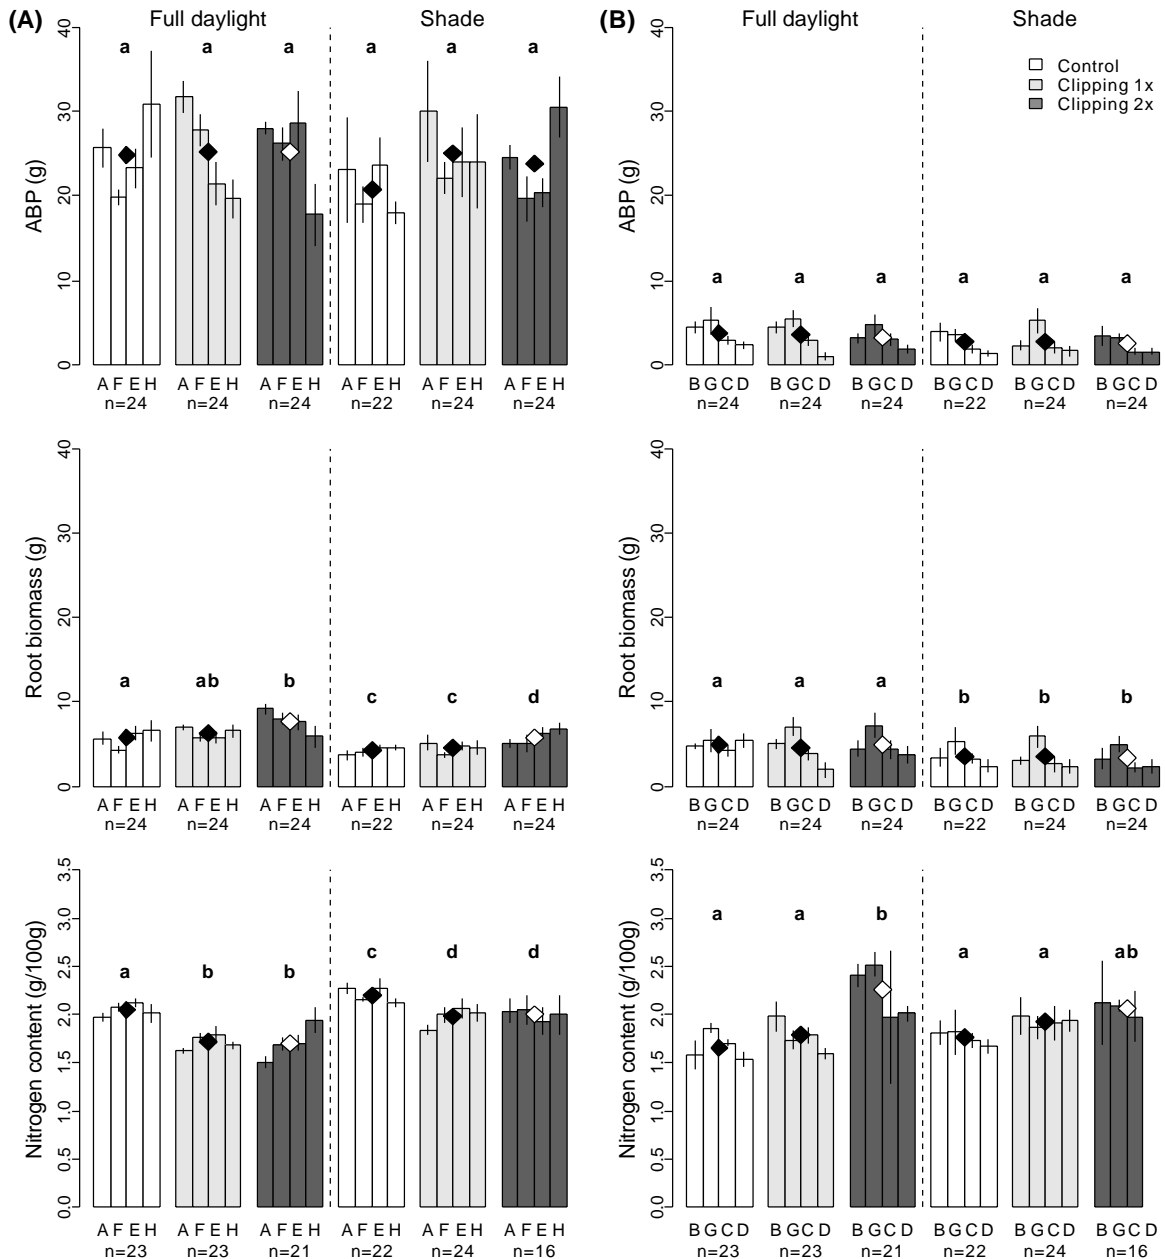 (A) Full daylight Shade
ABP (g)
0 10 20 30 40
a a a a a a
A F E H A F E H A F E H A F E H A F E H A F E H
n=24 n=24 n=24 n=22 n=24 n=24
Root biomass (g)
0 10 20 30 40
a ab b c c d
A F E H A F E H A F E H A F E H A F E H A F E H
n=24 n=24 n=24 n=22 n=24 n=24
Nitrogen content (g/100g)
0.0 0.5 1.0 1.5 2.0 2.5 3.0 3.5
a b b c d d
A F E H A F E H A F E H A F E H A F E H A F E H
n=23 n=23 n=21 n=22 n=24 n=16
(B) Full daylight Shade
Control
Clipping 1x
Clipping 2x
ABP (g)
0 10 20 30 40
a a a a a a
B G C D B G C D B G C D B G C D B G C D B G C D
n=24 n=24 n=24 n=22 n=24 n=24
Root biomass (g)
0 10 20 30 40
a a a b b b
B G C D B G C D B G C D B G C D B G C D B G C D
n=24 n=24 n=24 n=22 n=24 n=24
Nitrogen content (g/100g)
0.0 0.5 1.0 1.5 2.0 2.5 3.0 3.5
a a b a a ab
B G C D B G C D B G C D B G C D B G C D B G C D
n=23 n=23 n=21 n=22 n=24 n=16